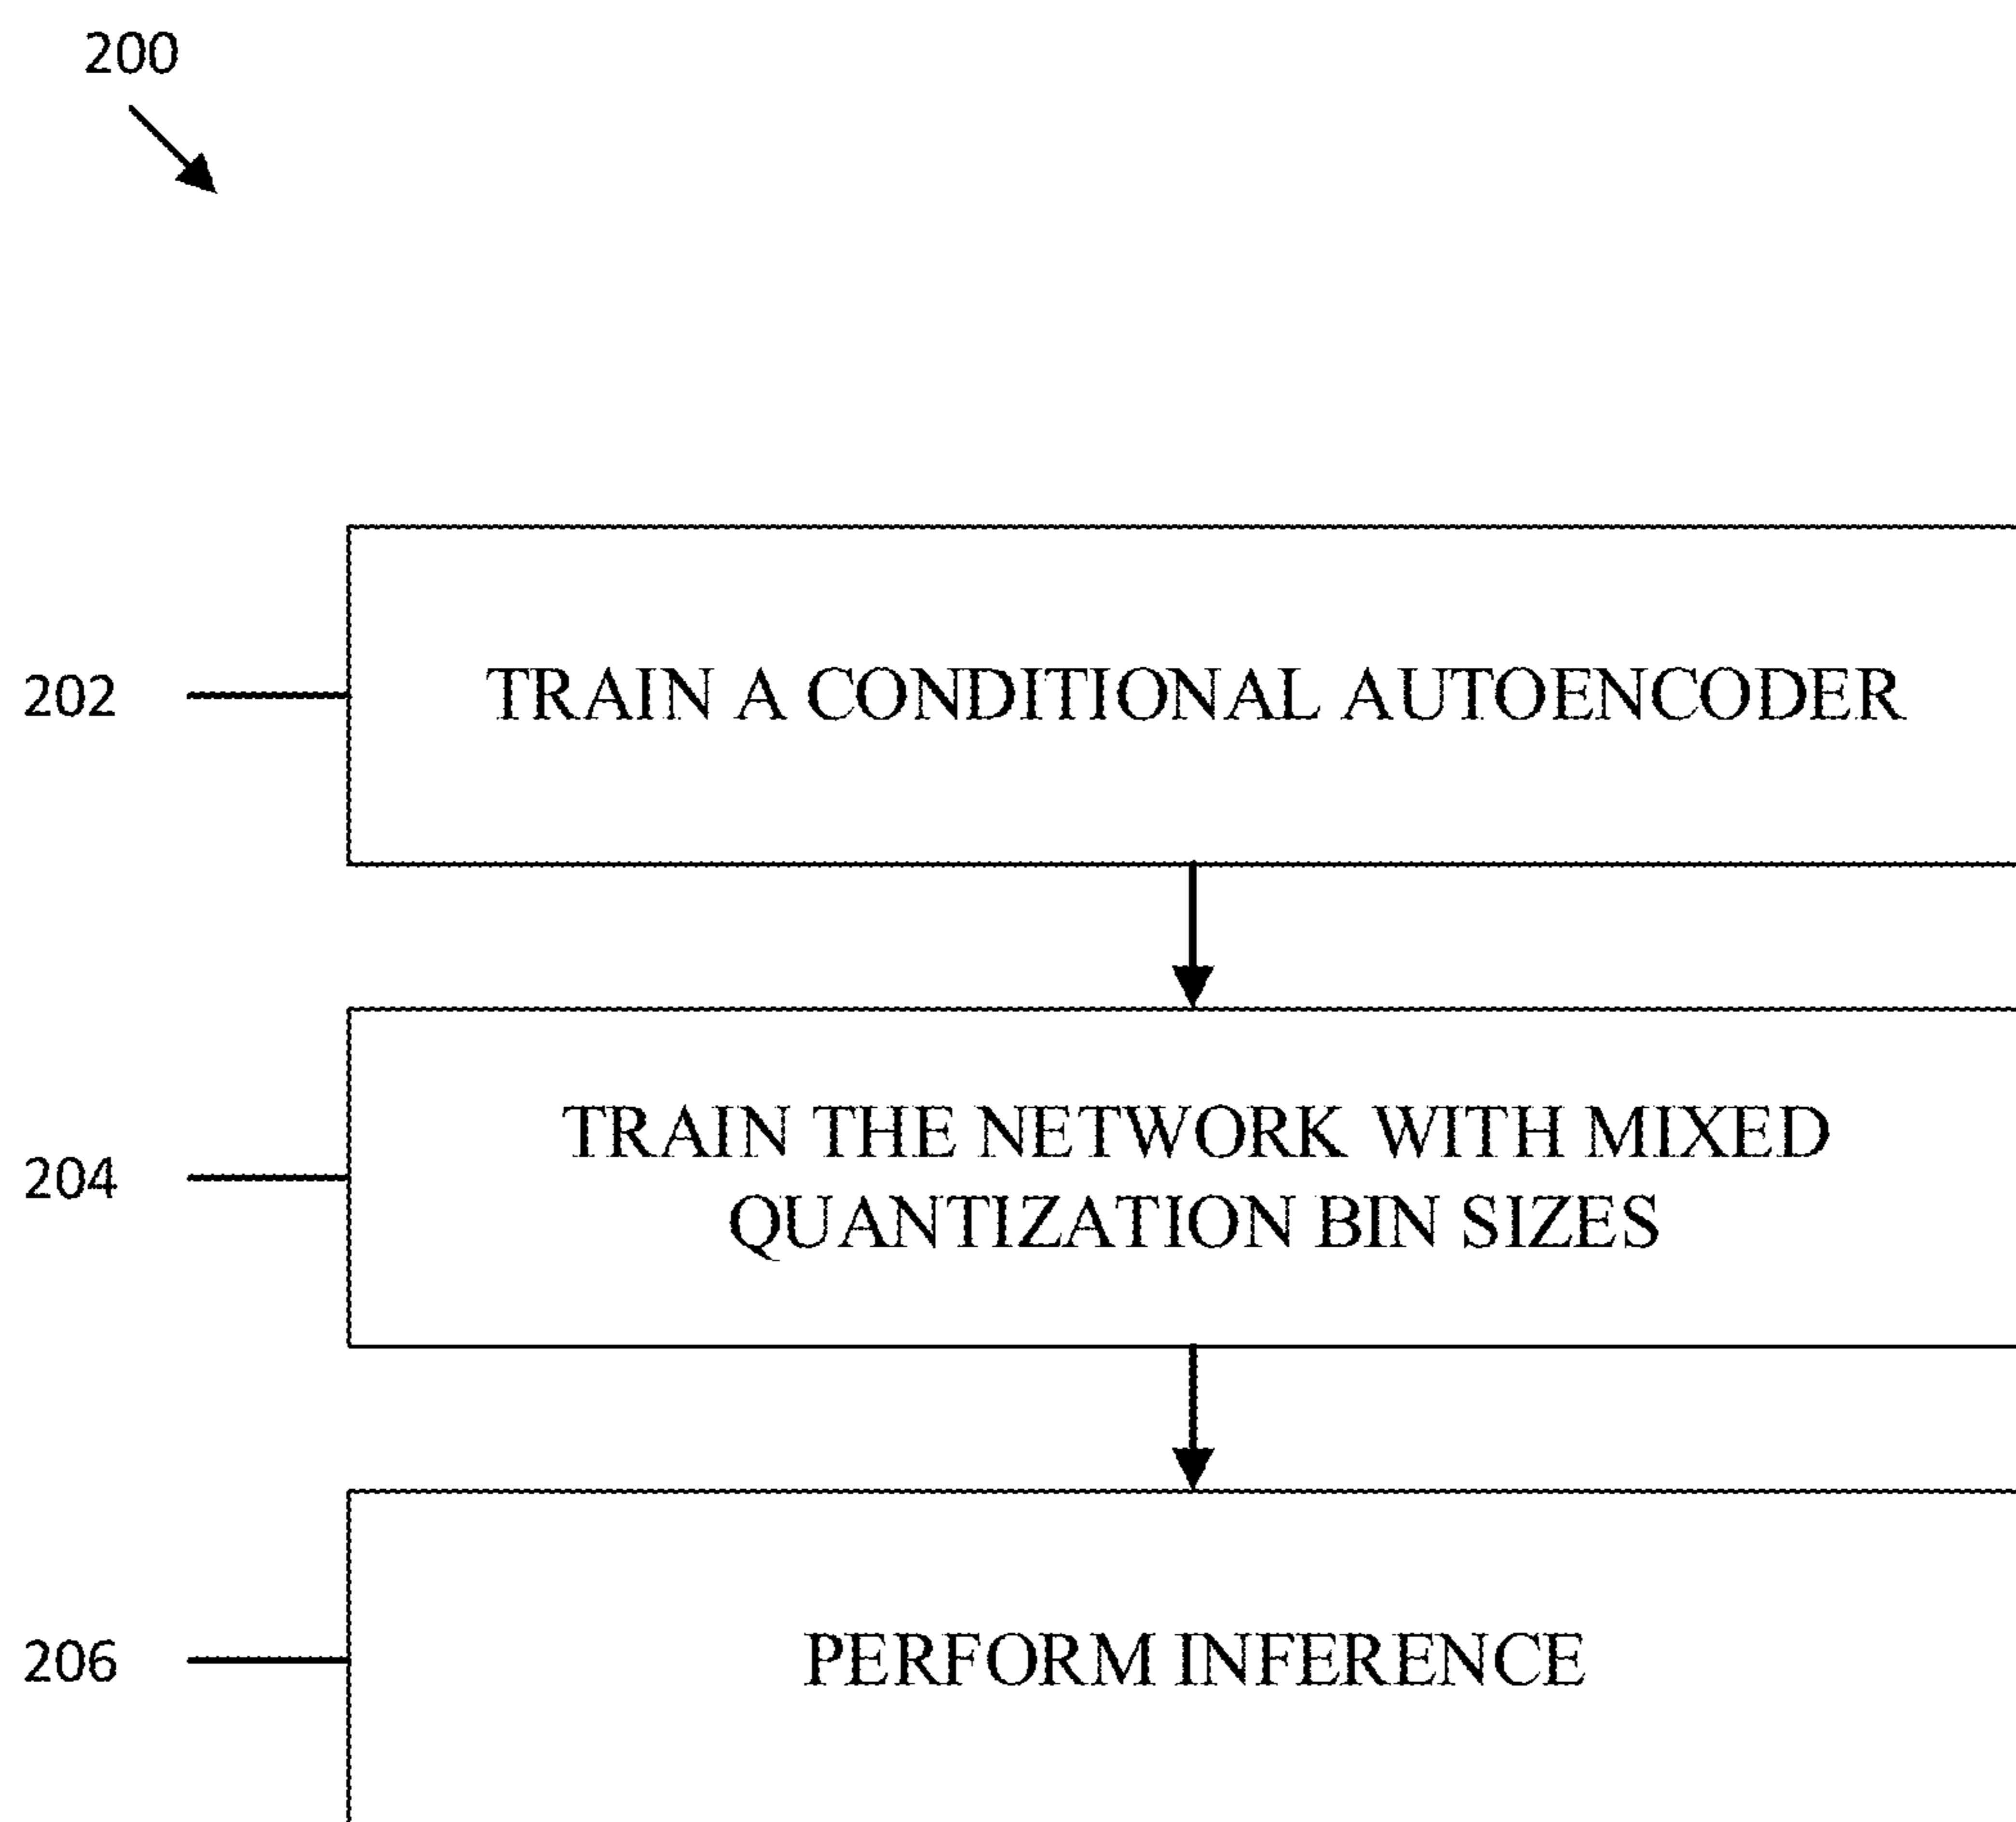 200
202
TRAIN A CONDITIONAL AUTOENCODER
204
TRAIN THE NETWORK WITH MIXED
QUANTIZATION BIN SIZES
206
PERFORM INFERENCE